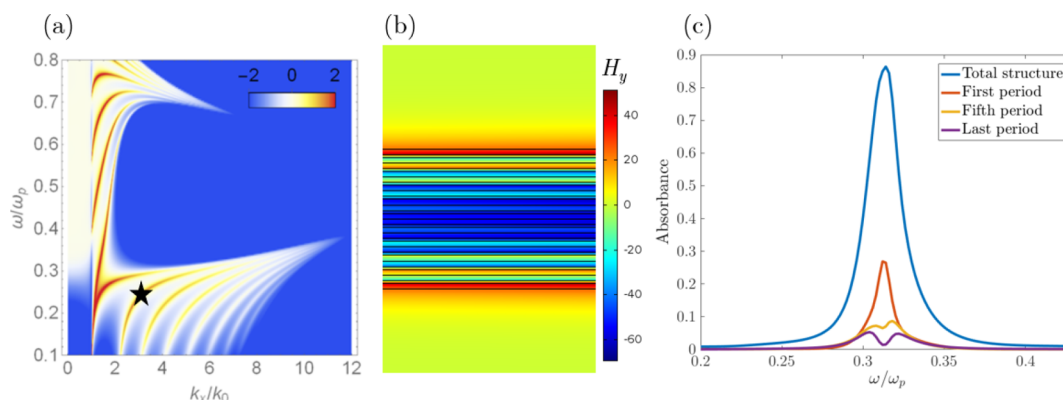 (a)
−2 0 2
0.8
0.7
0.6
0.5
0.4
0.3
0.2
0.1
ω/ωp
0 2 4 6 8 10 12
kx/k0
(b)
Hy
40
20
0
-20
-40
-60
(c)
0.9
0.8
0.7
0.6
0.5
0.4
0.3
0.2
0.1
0
Absorbance
Total structure
First period
Fifth period
Last period
0.2 0.25 0.3 0.35 0.4
ω/ωp